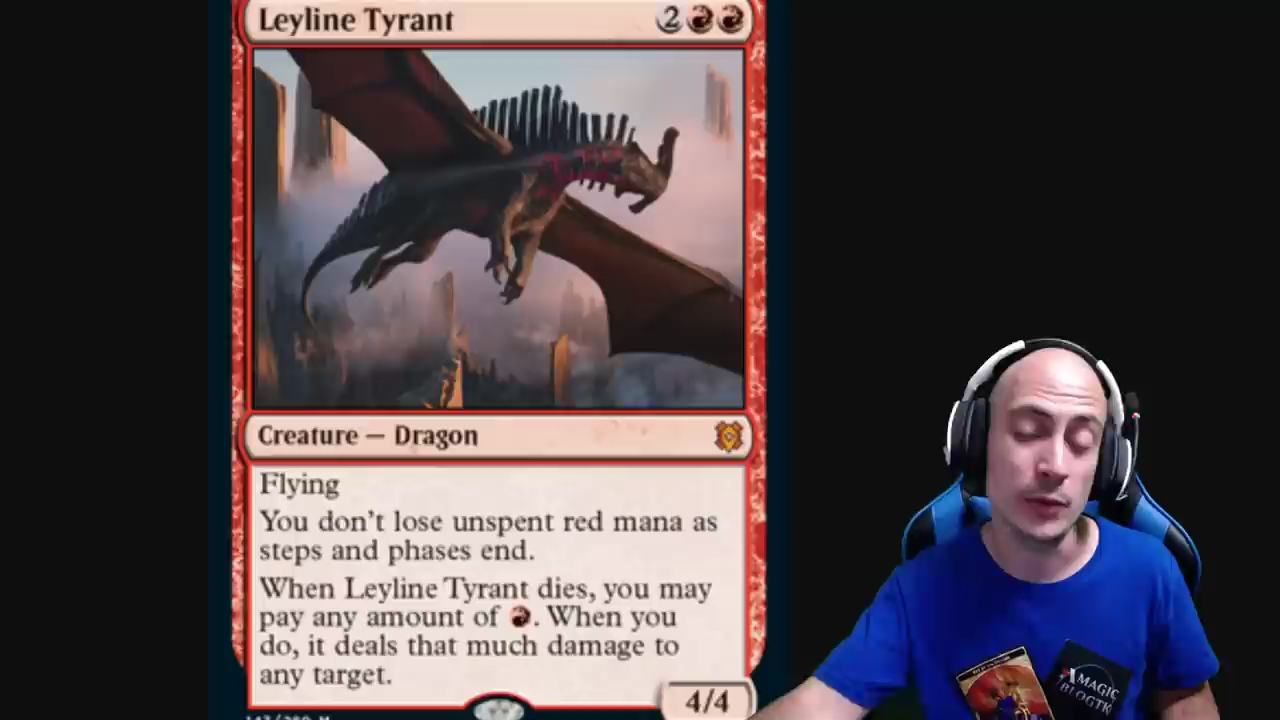 Leyline Tyrant 2
Creature — Dragon
Flying
You don't lose unspent red mana as
steps and phases end.
When Leyline Tyrant dies, you may
pay any amount of . When you
do, it deals that much damage to
any target.
4/4
MAGIC
BLOGTK